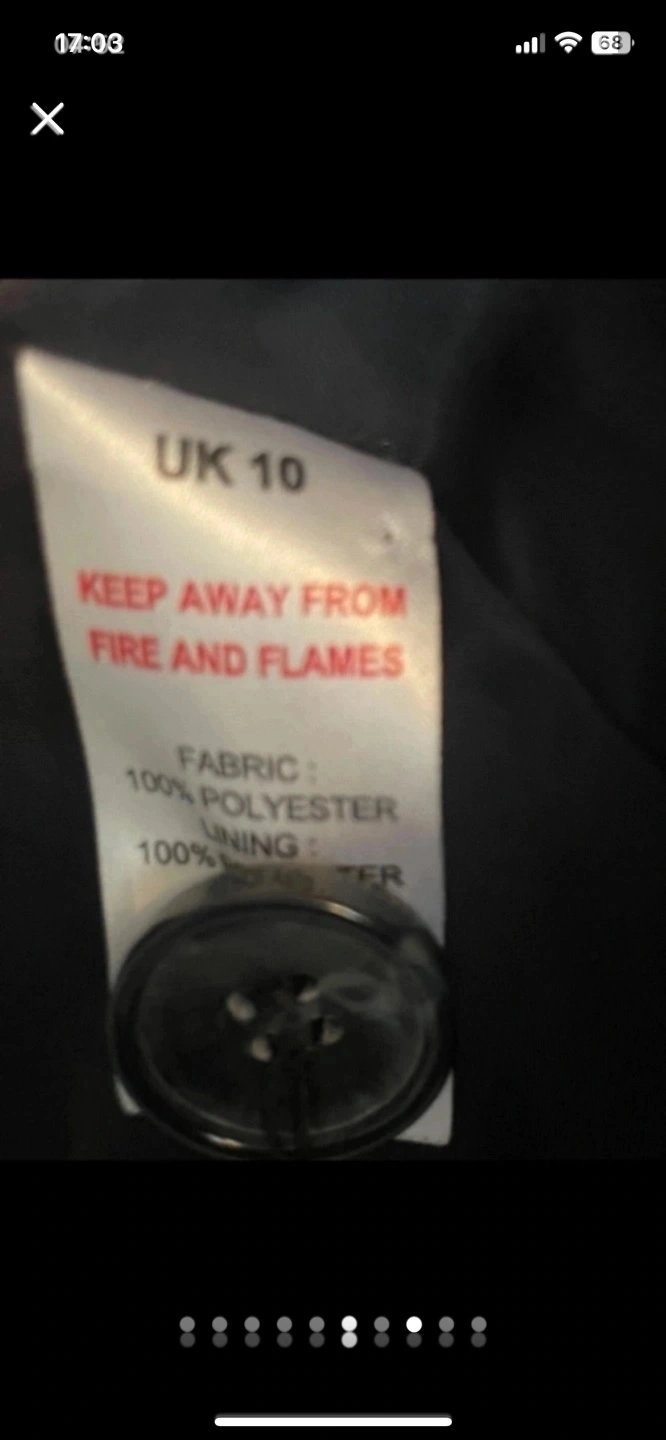 17:03
68
UK 10
KEEP AWAY FROM
FIRE AND FLAMES
FABRIC :
100% POLYESTER
LINING :
100%